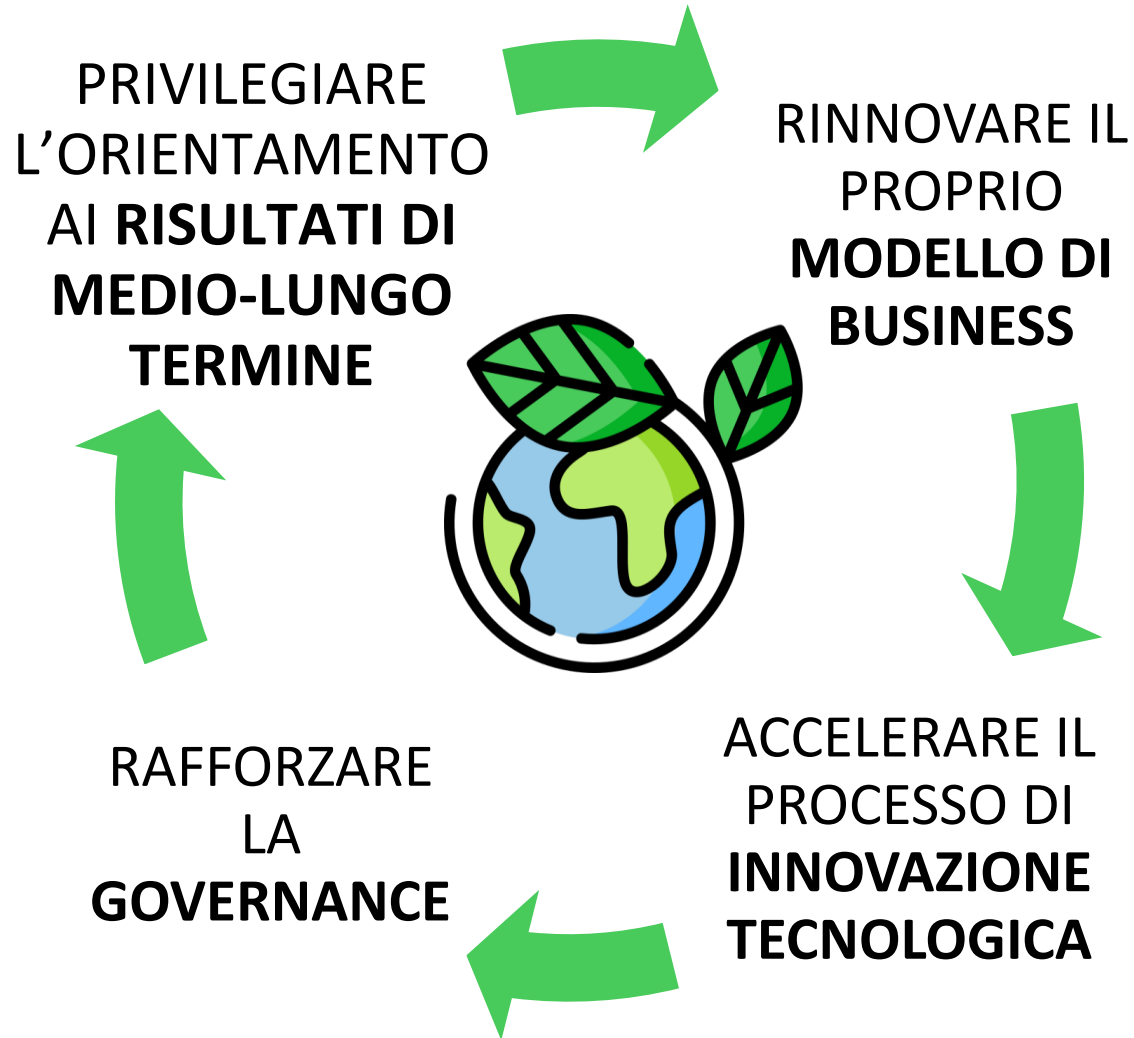 PRIVILEGIARE
L’ORIENTAMENTO
AI RISULTATI DI
MEDIO-LUNGO
TERMINE
RINNOVARE IL
PROPRIO
MODELLO DI
BUSINESS
ACCELERARE IL
PROCESSO DI
INNOVAZIONE
TECNOLOGICA
RAFFORZARE
LA
GOVERNANCE